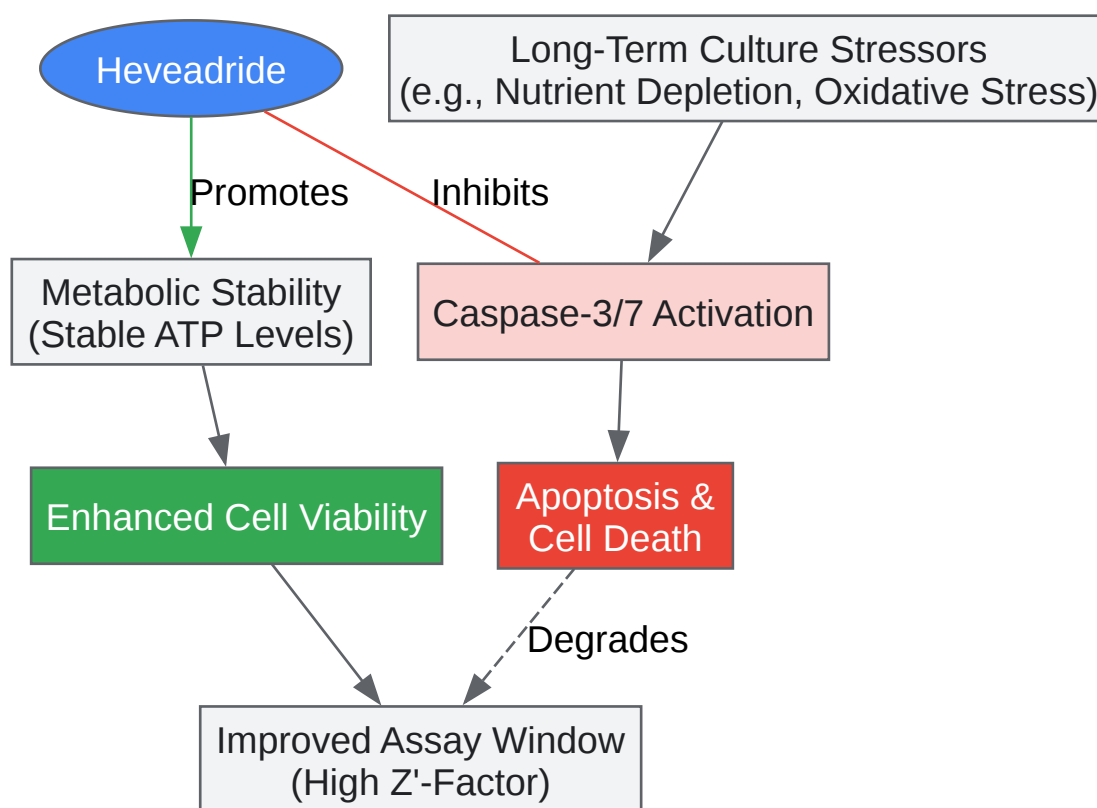 Heveadride
Long-Term Culture Stressors
(e.g., Nutrient Depletion, Oxidative Stress)
Promotes
Inhibits
Metabolic Stability
(Stable ATP Levels)
Caspase-3/7 Activation
Enhanced Cell Viability
Apoptosis &
Cell Death
Degrades
Improved Assay Window
(High Z'-Factor)